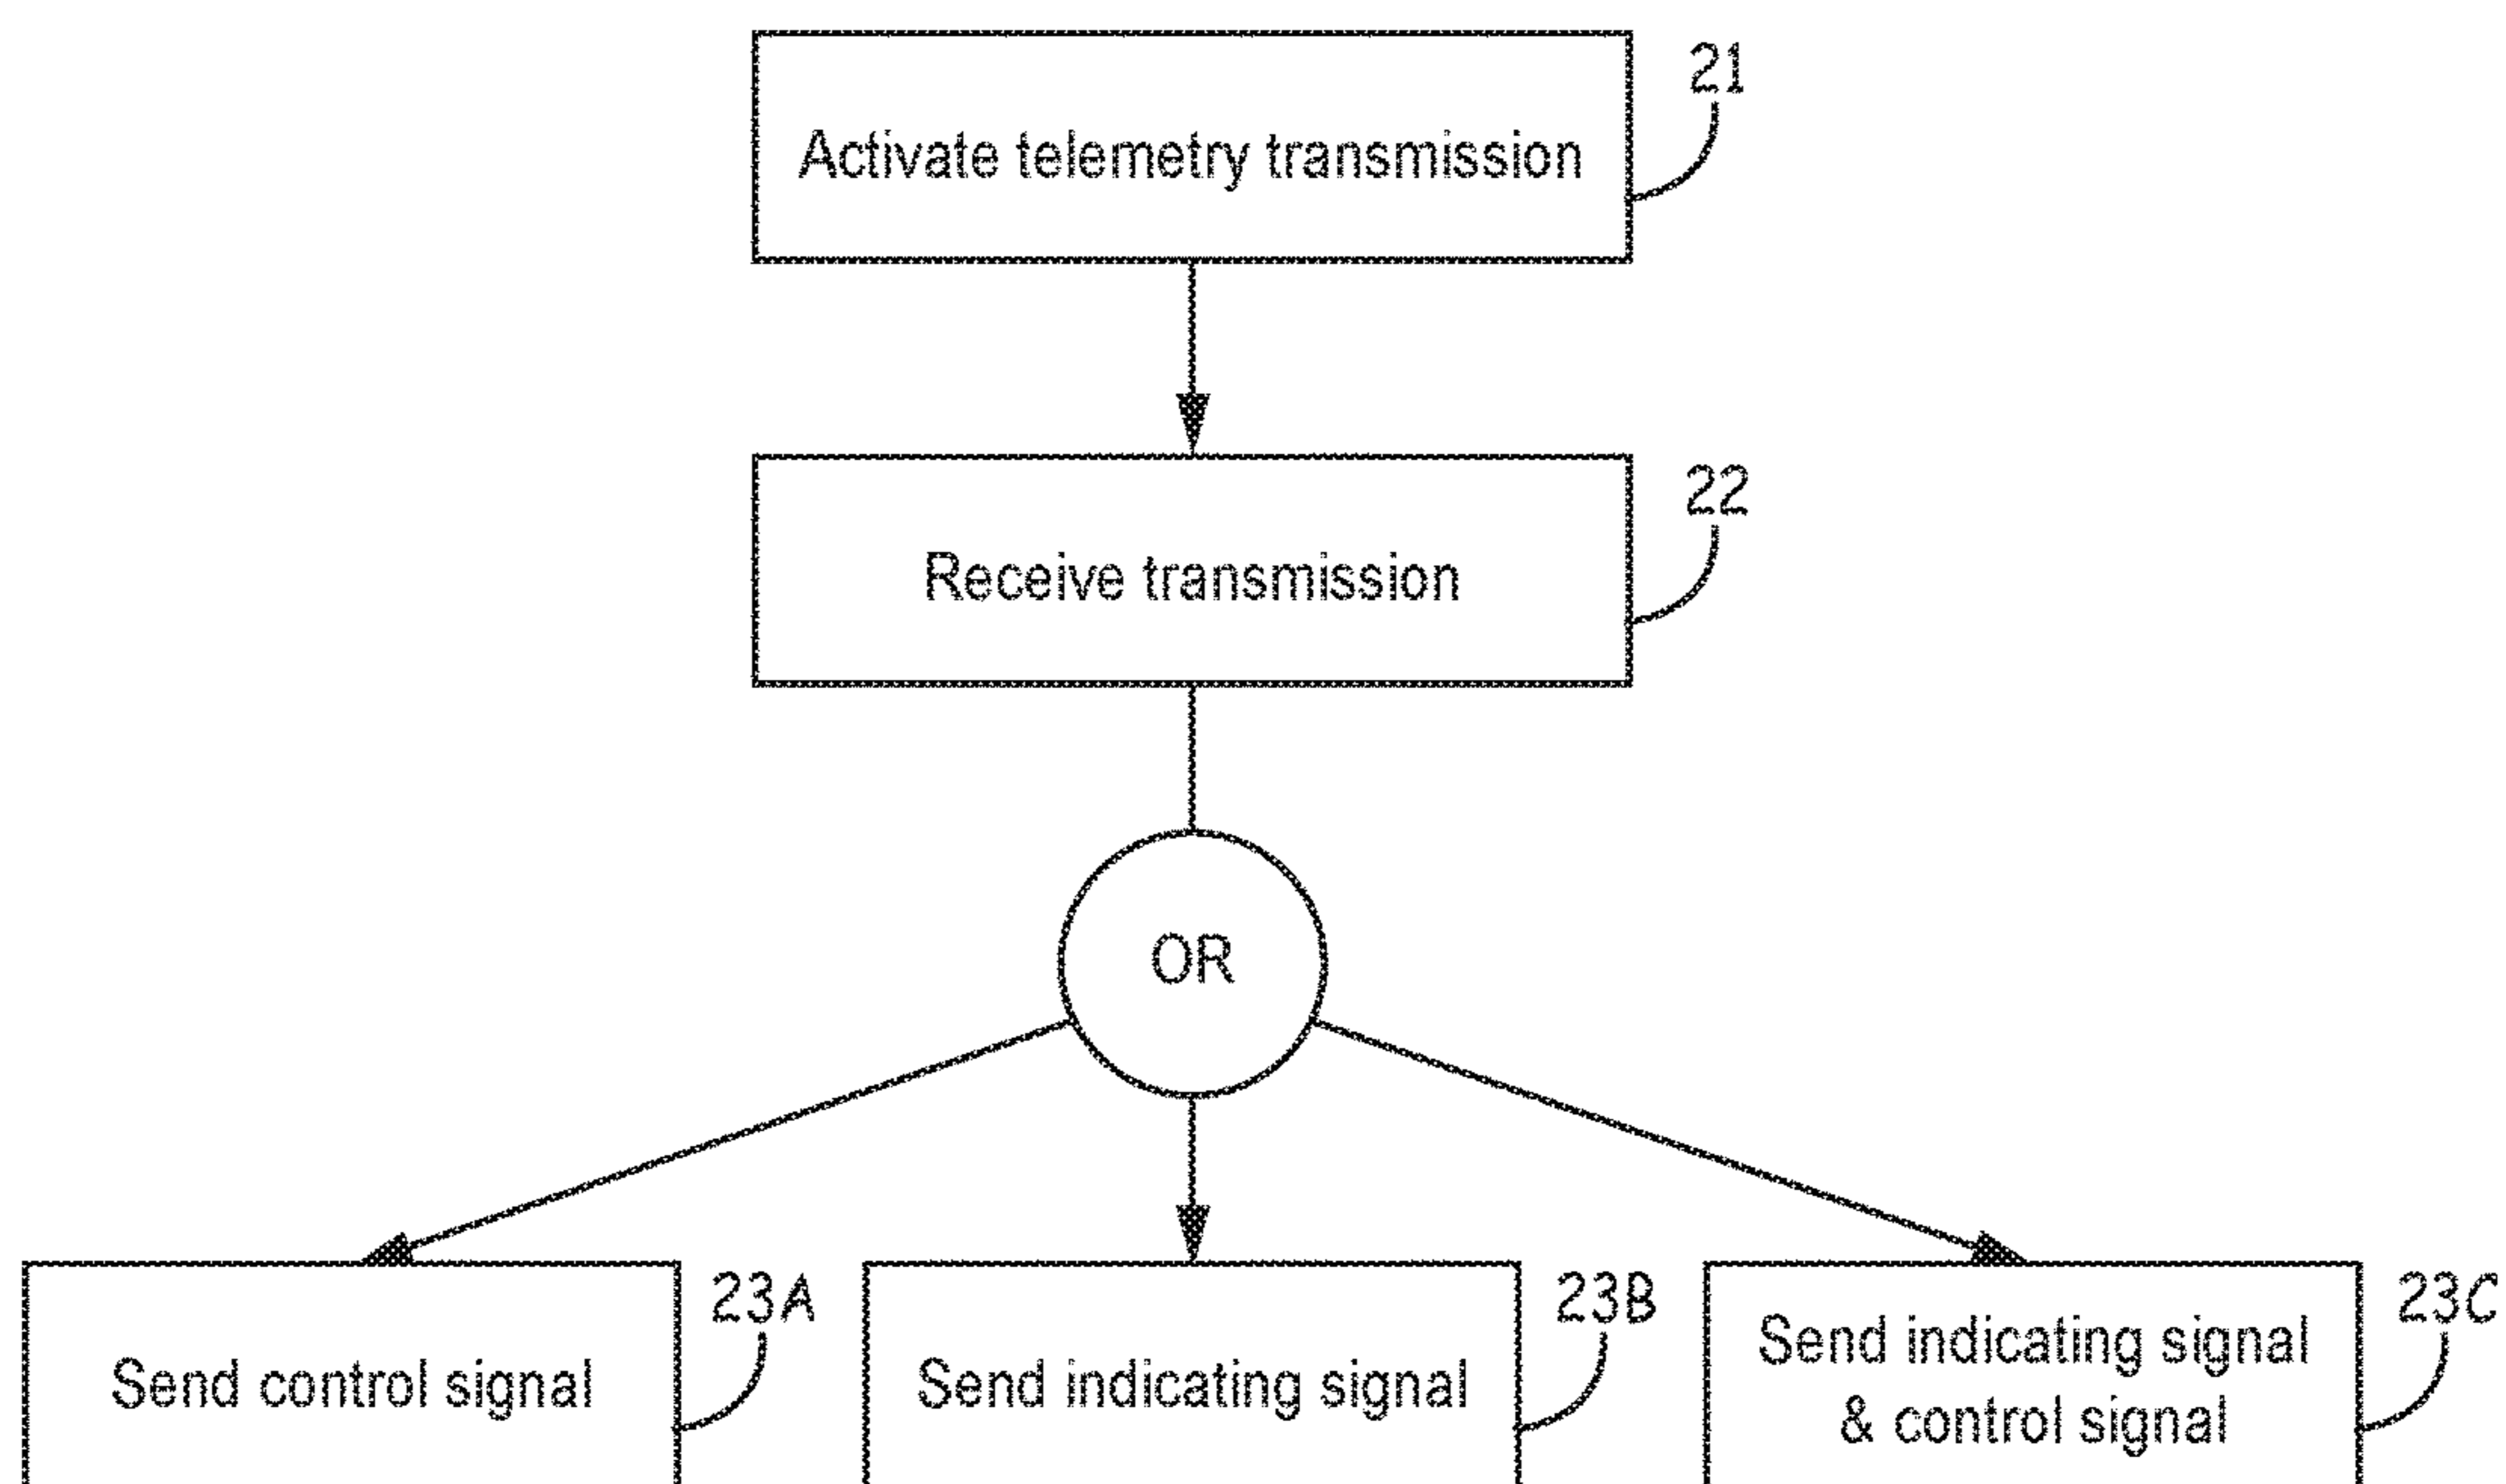 21
Activate telemetry transmission
22
Receive transmission
OR
23A
Send control signal
23B
Send indicating signal
23C
Send indicating signal
& control signal